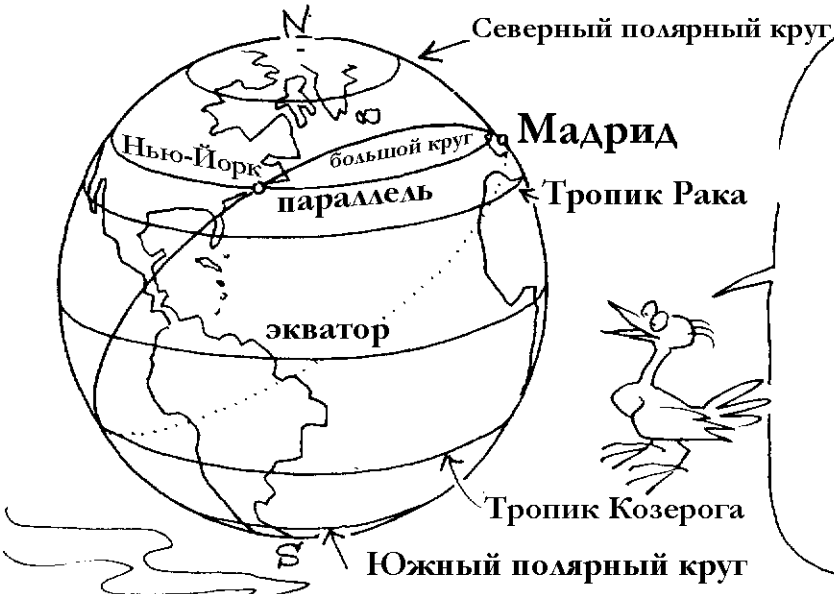 N
Северный полярный круг
Мадрид
Нью-Йорк
большой круг
параллель
Тропик Рака
экватор
Тропик Козерога
S
Южный полярный круг